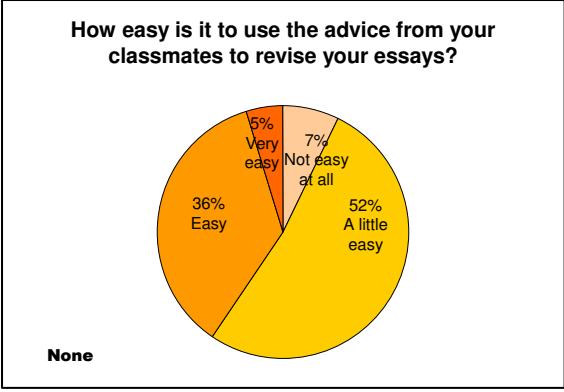 How easy is it to use the advice from your
classmates to revise your essays?
5%
Very
easy
7%
Not easy
at all
36%
Easy
52%
A little
easy
None